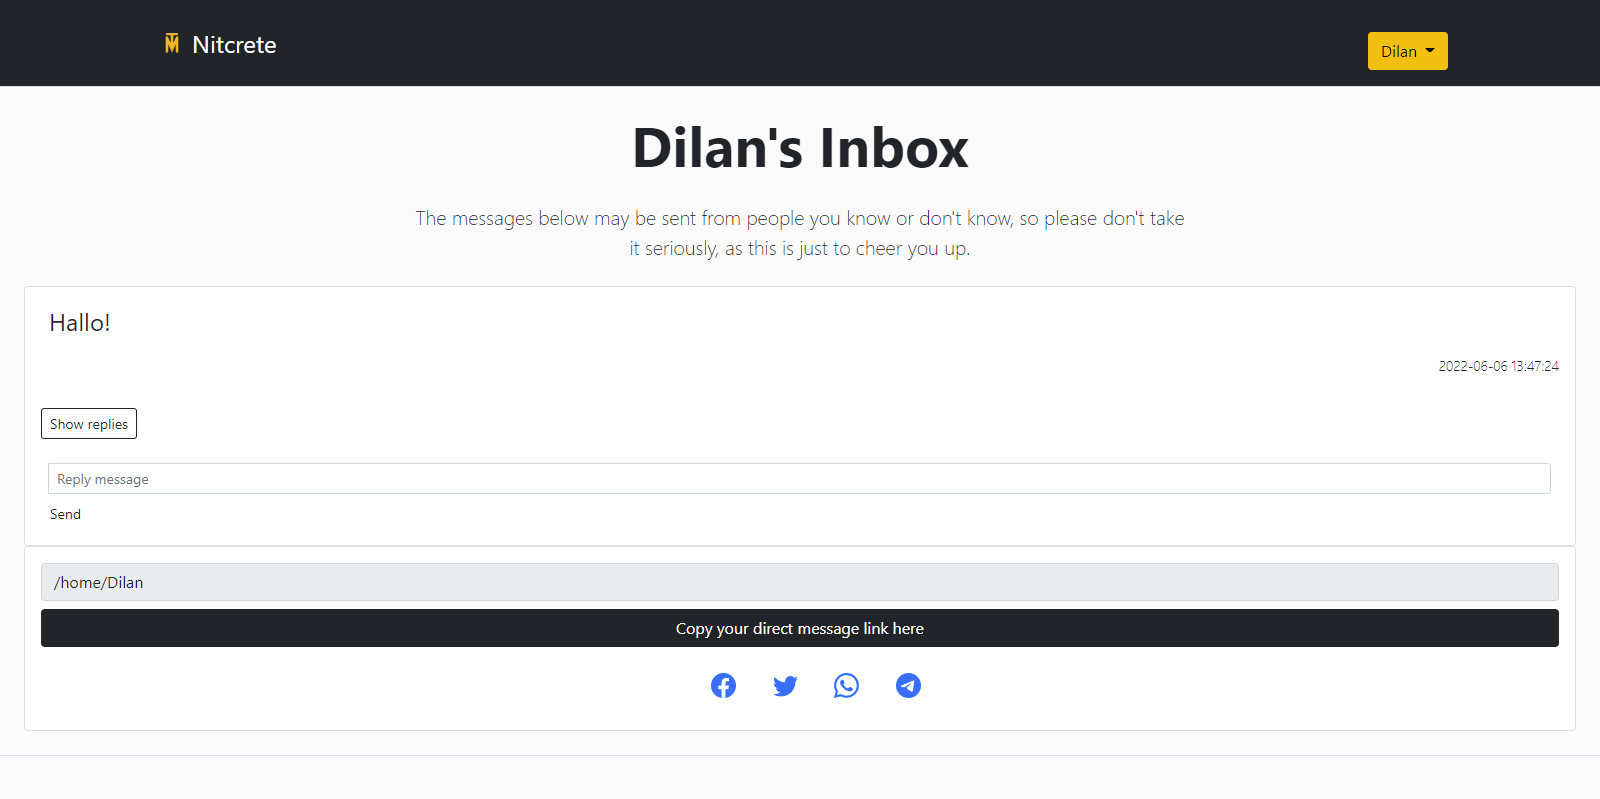 Nitcrete
Dilan
Dilan's Inbox
The messages below may be sent from people you know or don't know, so please don't take
it seriously, as this is just to cheer you up.
Hallo!
2022-06-06 13:47:24
Show replies
Reply message
Send
/home/Dilan
Copy your direct message link here